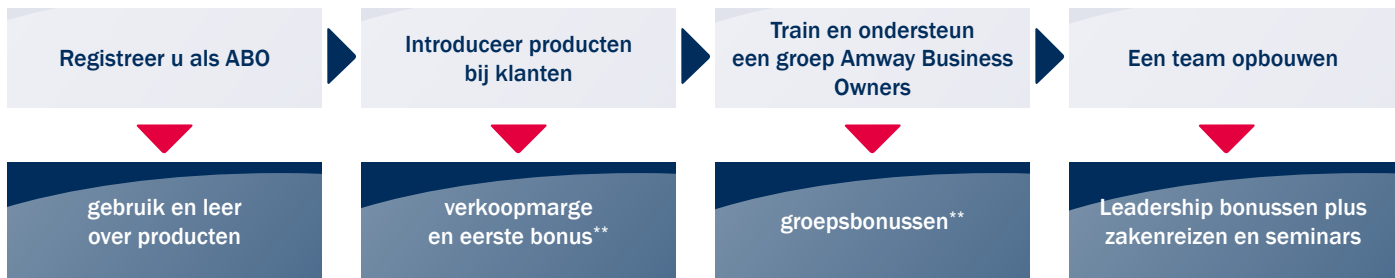 Registreer u als ABO
Introduceer producten
bij klanten
Train en ondersteun
een groep Amway Business
Owners
Een team opbouwen
gebruik en leer
over producten
verkoopmarge
en eerste bonus**
groepsbonussen**
Leadership bonussen plus
zakenreizen en seminars